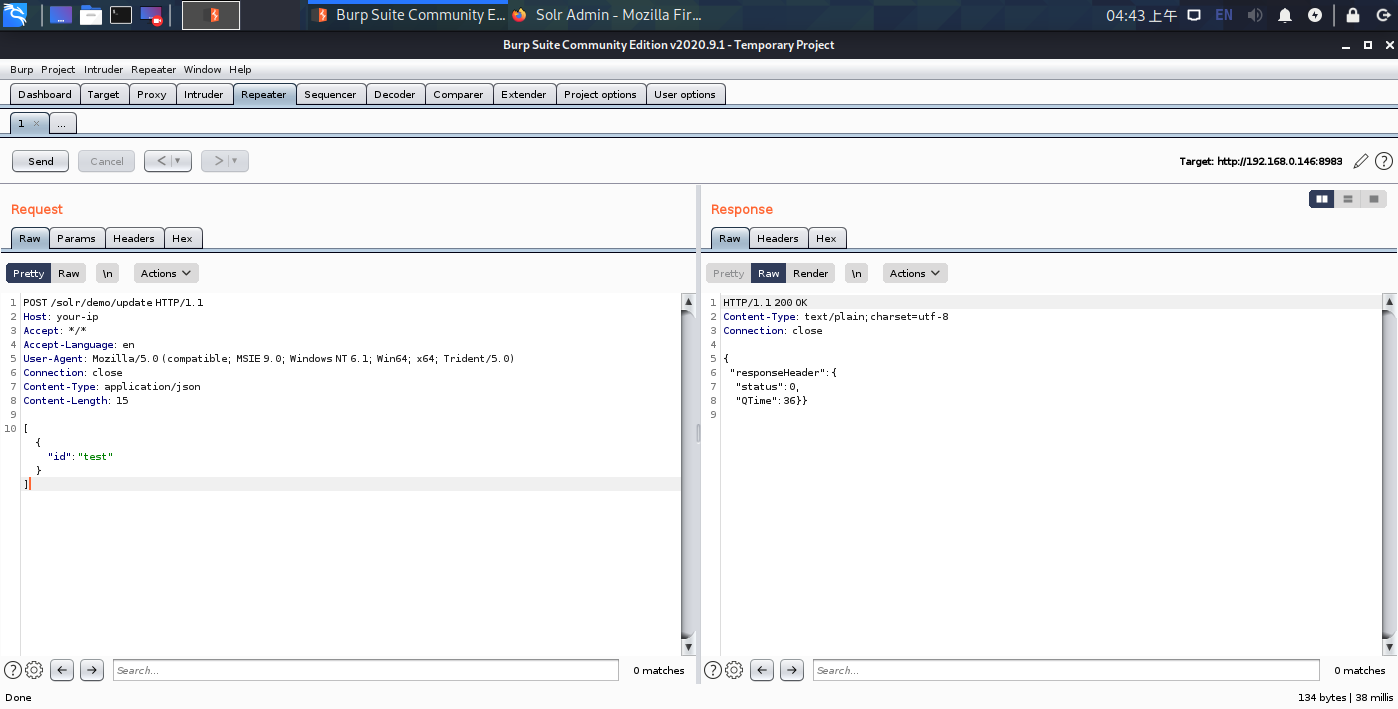 Burp Suite Community E... Solr Admin - Mozilla Fir... 04:43 上午 EN
Burp Suite Community Edition v2020.9.1 - Temporary Project
Burp Project Intruder Repeater Window Help
Dashboard Target Proxy Intruder Repeater Sequencer Decoder Comparer Extender Project options User options
1 × ...
Send Cancel < > Target: http://192.168.0.146:8983 ?
Request
Raw Params Headers Hex
Pretty Raw \n Actions
1 POST /solr/demo/update HTTP/1.1
2 Host: your-ip
3 Accept: */*
4 Accept-Language: en
5 User-Agent: Mozilla/5.0 (compatible; MSIE 9.0; Windows NT 6.1; Win64; x64; Trident/5.0)
6 Connection: close
7 Content-Type: application/json
8 Content-Length: 15
9
10 [
{
"id":"test"
}
]
? Search... 0 matches
Response
Raw Headers Hex
Pretty Raw Render \n Actions
1 HTTP/1.1 200 OK
2 Content-Type: text/plain;charset=utf-8
3 Connection: close
4
5 {
6 "responseHeader":{
7 "status":0,
8 "QTime":36}}
9
? Search... 0 matches
Done 134 bytes | 38 millis